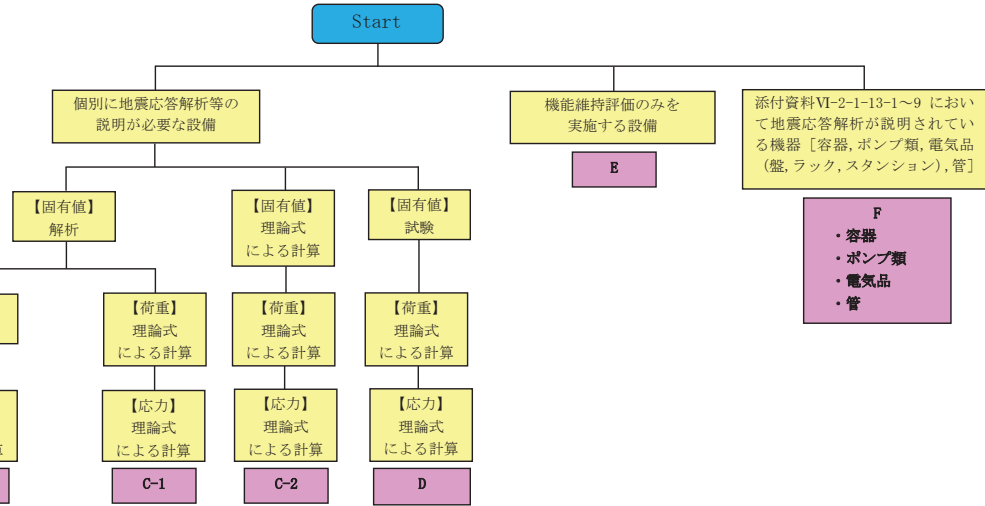 Start
個別に地震応答解析等の
説明が必要な設備
機能維持評価のみを
実施する設備
E
添付資料Ⅵ-2-1-13-1～9 におい
て地震応答解析が説明されてい
る機器［容器,ポンプ類,電気品
（盤,ラック,スタンション）,管］
F
・容器
・ポンプ類
・電気品
・管
【固有値】
解析
【固有値】
理論式
による計算
【固有値】
試験
【荷重】
理論式
による計算
【荷重】
理論式
による計算
【荷重】
理論式
による計算
【応力】
理論式
による計算
【応力】
理論式
による計算
【応力】
理論式
による計算
C-1
C-2
D